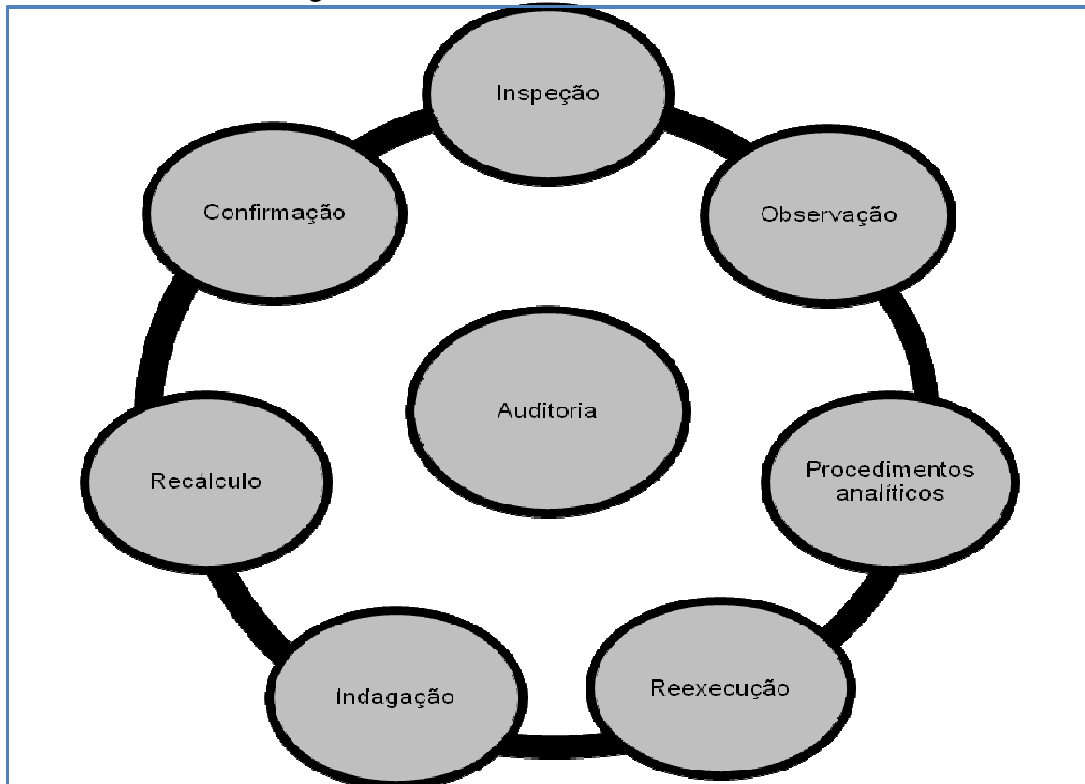 Inspeção
Confirmação
Observação
Auditoria
Recálculo
Procedimentos
analíticos
Indagação
Reexecução